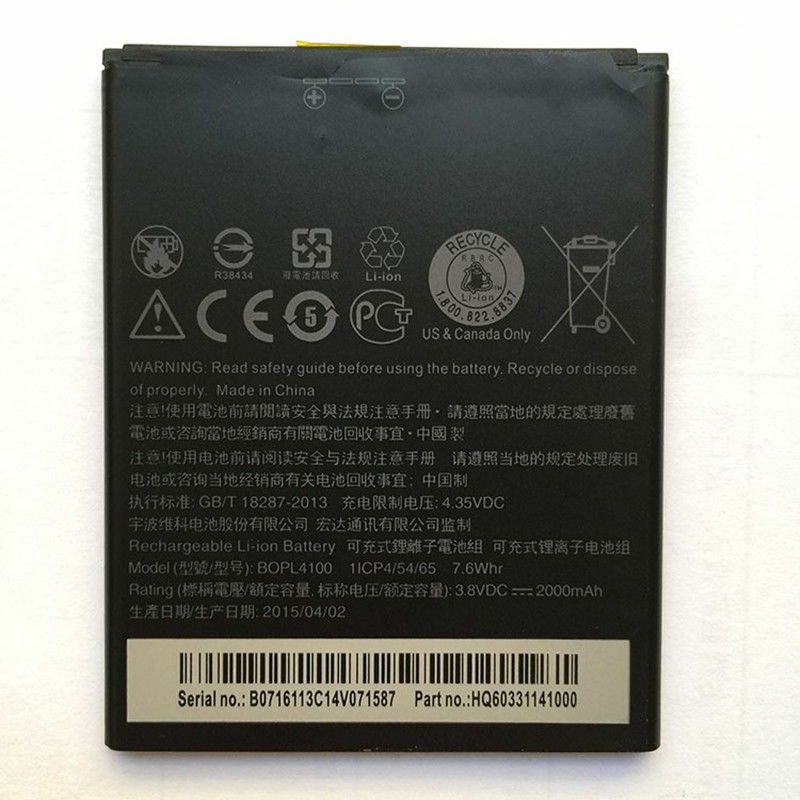 R38434
廢電池請回收
Li-ion
RECYCLE
RBRC
Li-ion
1.800.822.8837
US & Canada Only
CE
5
WARNING: Read safety guide before using the battery. Recycle or dispose
of properly. Made in China
注意!使用電池前請閱讀安全與法規注意手冊・請遵照當地的規定處理廢舊
電池或咨詢當地經銷商有關電池回收事宜・中國 製
注意!使用电池前请阅读安全与法规注意手册 请遵照当地的规定处理废旧
电池或咨询当地经销商有关电池回收事宜; 中国制
执行标准: GB/T 18287-2013 充电限制电压: 4.35VDC
宁波维科电池股份有限公司 宏达通讯有限公司监制
Rechargeable Li-ion Battery 可充式鋰離子電池組 可充式锂离子电池组
Model (型號/型号): BOPL4100 1ICP4/54/65 7.6Whr
Rating (標稱電壓/額定容量, 标称电压/额定容量): 3.8VDC ⎓ 2000mAh
生產日期/生产日期: 2015/04/02
Serial no.: B0716113C14V071587 Part no.:HQ60331141000